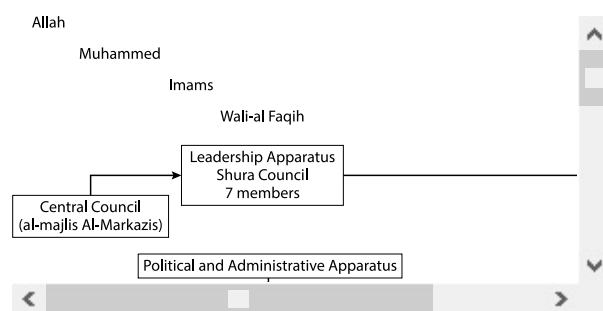 Allah
Muhammed
Imams
Wali-al Faqih
Leadership Apparatus
Shura Council
7 members
Central Council
(al-majlis Al-Markazis)
Political and Administrative Apparatus